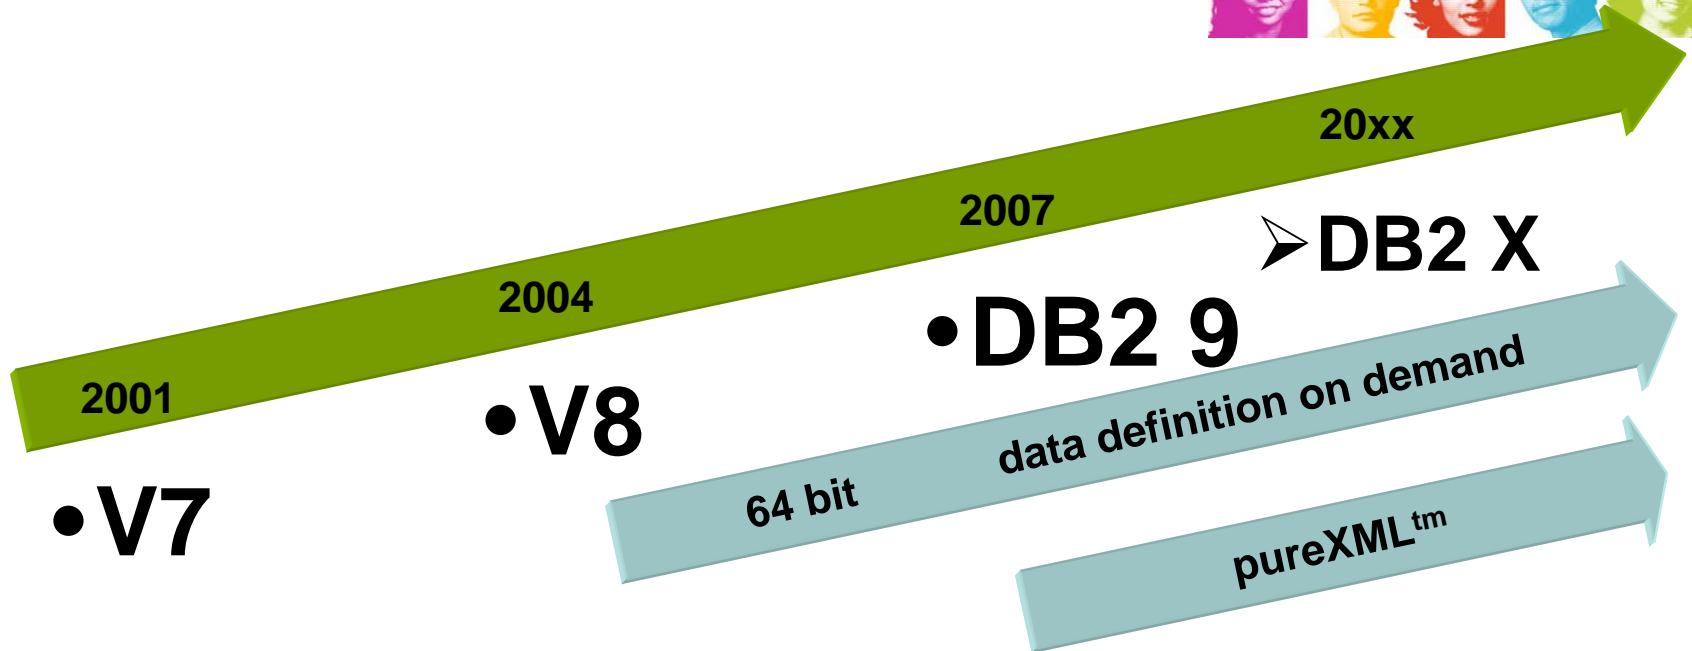 20xx
2007
➢DB2 X
2004
•DB2 9
2001
•V8
data definition on demand
64 bit
•V7
pureXMLtm